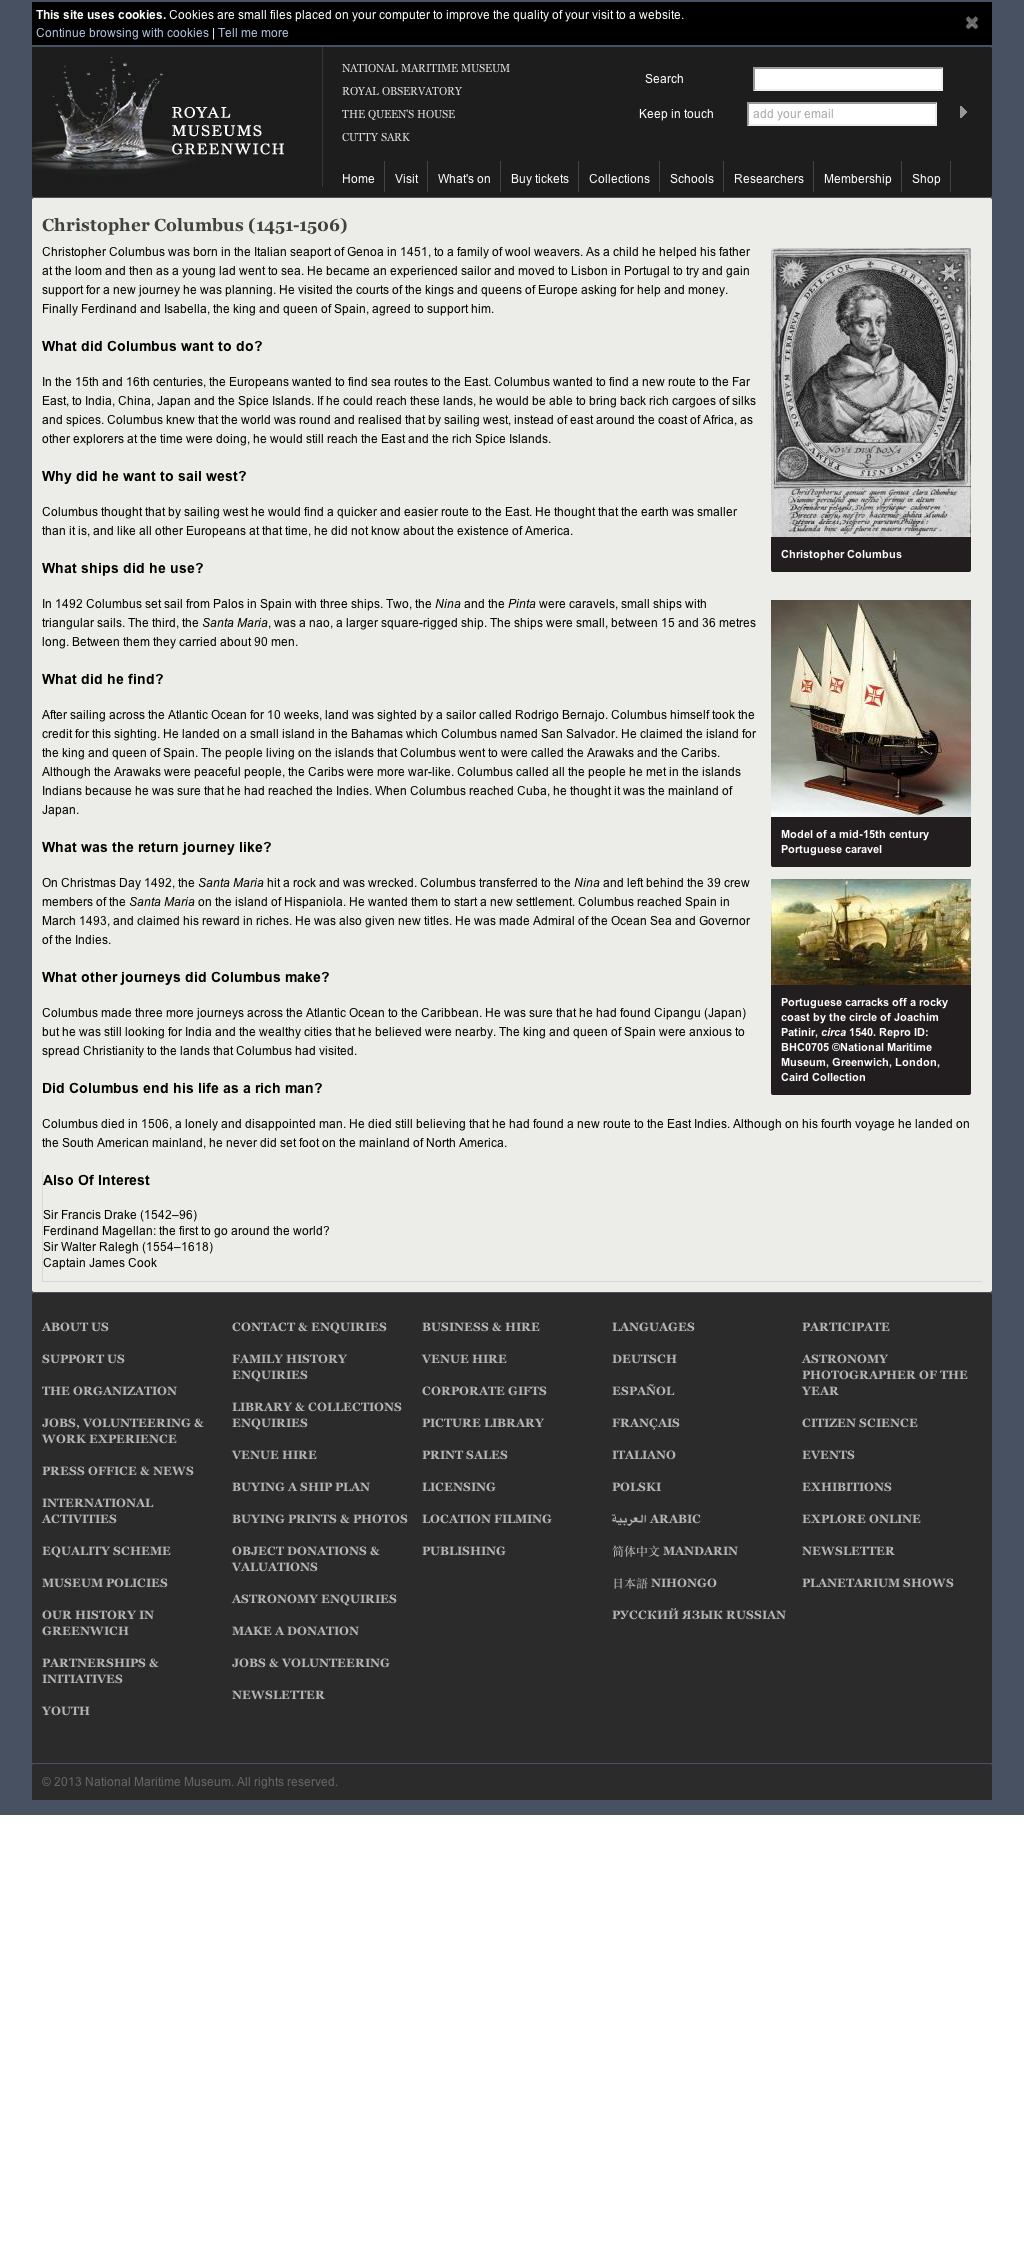 This site uses cookies. Cookies are small files placed on your computer to improve the quality of your visit to a website.
Continue browsing with cookies | Tell me more
ROYAL
MUSEUMS
GREENWICH
NATIONAL MARITIME MUSEUM
ROYAL OBSERVATORY
THE QUEEN'S HOUSE
CUTTY SARK
Search
Keep in touch add your email
Home Visit What's on Buy tickets Collections Schools Researchers Membership Shop
Christopher Columbus (1451-1506)
Christopher Columbus was born in the Italian seaport of Genoa in 1451, to a family of wool weavers. As a child he helped his father
at the loom and then as a young lad went to sea. He became an experienced sailor and moved to Lisbon in Portugal to try and gain
support for a new journey he was planning. He visited the courts of the kings and queens of Europe asking for help and money.
Finally Ferdinand and Isabella, the king and queen of Spain, agreed to support him.
What did Columbus want to do?
In the 15th and 16th centuries, the Europeans wanted to find sea routes to the East. Columbus wanted to find a new route to the Far
East, to India, China, Japan and the Spice Islands. If he could reach these lands, he would be able to bring back rich cargoes of silks
and spices. Columbus knew that the world was round and realised that by sailing west, instead of east around the coast of Africa, as
other explorers at the time were doing, he would still reach the East and the rich Spice Islands.
Why did he want to sail west?
Columbus thought that by sailing west he would find a quicker and easier route to the East. He thought that the earth was smaller
than it is, and like all other Europeans at that time, he did not know about the existence of America.
What ships did he use?
In 1492 Columbus set sail from Palos in Spain with three ships. Two, the Nina and the Pinta were caravels, small ships with
triangular sails. The third, the Santa Maria, was a nao, a larger square-rigged ship. The ships were small, between 15 and 36 metres
long. Between them they carried about 90 men.
What did he find?
After sailing across the Atlantic Ocean for 10 weeks, land was sighted by a sailor called Rodrigo Bernajo. Columbus himself took the
credit for this sighting. He landed on a small island in the Bahamas which Columbus named San Salvador. He claimed the island for
the king and queen of Spain. The people living on the islands that Columbus went to were called the Arawaks and the Caribs.
Although the Arawaks were peaceful people, the Caribs were more war-like. Columbus called all the people he met in the islands
Indians because he was sure that he had reached the Indies. When Columbus reached Cuba, he thought it was the mainland of
Japan.
What was the return journey like?
On Christmas Day 1492, the Santa Maria hit a rock and was wrecked. Columbus transferred to the Nina and left behind the 39 crew
members of the Santa Maria on the island of Hispaniola. He wanted them to start a new settlement. Columbus reached Spain in
March 1493, and claimed his reward in riches. He was also given new titles. He was made Admiral of the Ocean Sea and Governor
of the Indies.
What other journeys did Columbus make?
Columbus made three more journeys across the Atlantic Ocean to the Caribbean. He was sure that he had found Cipangu (Japan)
but he was still looking for India and the wealthy cities that he believed were nearby. The king and queen of Spain were anxious to
spread Christianity to the lands that Columbus had visited.
Did Columbus end his life as a rich man?
Columbus died in 1506, a lonely and disappointed man. He died still believing that he had found a new route to the East Indies. Although on his fourth voyage he landed on
the South American mainland, he never did set foot on the mainland of North America.
CHRISTOPHORUS COLUMBUS
GENVENSIS PRIMUS
NOVARVM TERRARVM DETECTOR
NOVA DVM BONA
Christopher Columbus
Model of a mid-15th century
Portuguese caravel
Portuguese carracks off a rocky
coast by the circle of Joachim
Patinir, circa 1540. Repro ID:
BHC0705 ©National Maritime
Museum, Greenwich, London,
Caird Collection
Also Of Interest
Sir Francis Drake (1542–96)
Ferdinand Magellan: the first to go around the world?
Sir Walter Ralegh (1554–1618)
Captain James Cook
ABOUT US
SUPPORT US
THE ORGANIZATION
JOBS, VOLUNTEERING &
WORK EXPERIENCE
PRESS OFFICE & NEWS
INTERNATIONAL
ACTIVITIES
EQUALITY SCHEME
MUSEUM POLICIES
OUR HISTORY IN
GREENWICH
PARTNERSHIPS &
INITIATIVES
YOUTH
CONTACT & ENQUIRIES
FAMILY HISTORY
ENQUIRIES
LIBRARY & COLLECTIONS
ENQUIRIES
VENUE HIRE
BUYING A SHIP PLAN
BUYING PRINTS & PHOTOS
OBJECT DONATIONS &
VALUATIONS
ASTRONOMY ENQUIRIES
MAKE A DONATION
JOBS & VOLUNTEERING
NEWSLETTER
BUSINESS & HIRE
VENUE HIRE
CORPORATE GIFTS
PICTURE LIBRARY
PRINT SALES
LICENSING
LOCATION FILMING
PUBLISHING
LANGUAGES
DEUTSCH
ESPAÑOL
FRANÇAIS
ITALIANO
POLSKI
العربية ARABIC
简体中文 MANDARIN
日本語 NIHONGO
РУССКИЙ ЯЗЫК RUSSIAN
PARTICIPATE
ASTRONOMY
PHOTOGRAPHER OF THE
YEAR
CITIZEN SCIENCE
EVENTS
EXHIBITIONS
EXPLORE ONLINE
NEWSLETTER
PLANETARIUM SHOWS
© 2013 National Maritime Museum. All rights reserved.